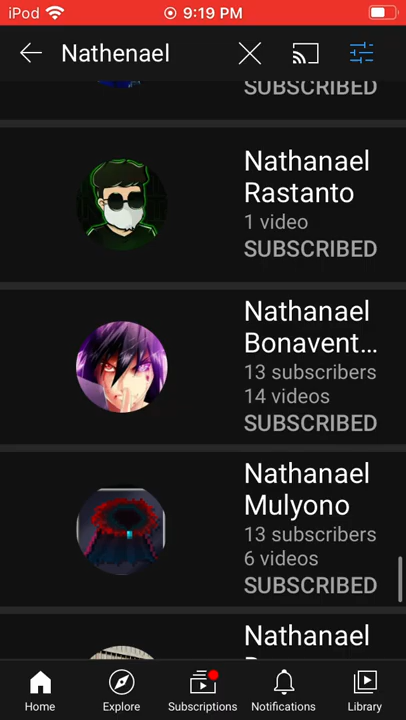 iPod 9:19 PM
Nathenael
SUBSCRIBED
Nathanael
Rastanto
1 video
SUBSCRIBED
Nathanael
Bonavent...
13 subscribers
14 videos
SUBSCRIBED
Nathanael
Mulyono
13 subscribers
6 videos
SUBSCRIBED
Nathanael
Home Explore Subscriptions Notifications Library